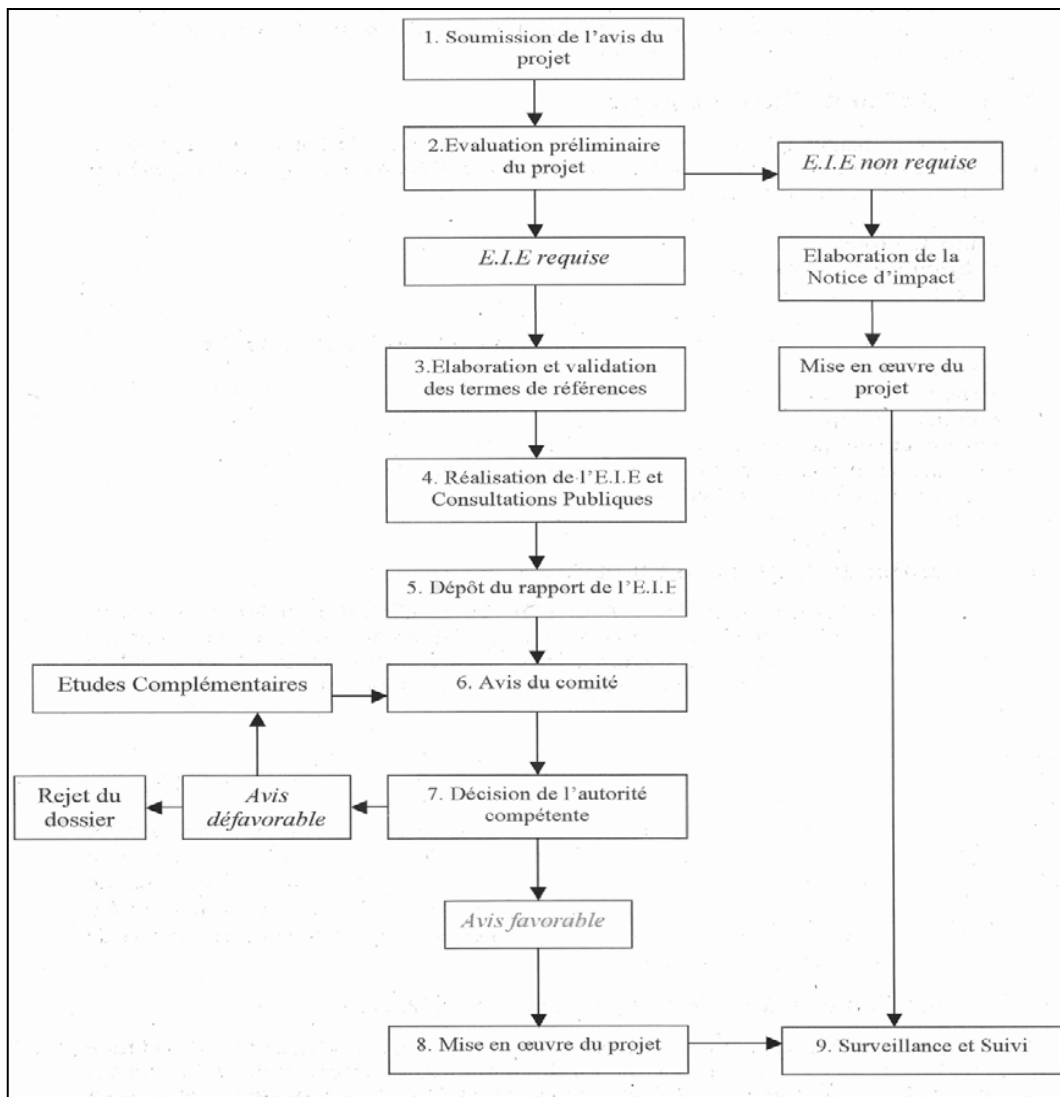 1. Soumission de l'avis du
projet
2.Evaluation préliminaire
du projet
E.I.E non requise
E.I.E requise
Elaboration de la
Notice d'impact
3.Elaboration et validation
des termes de références
Mise en œuvre du
projet
4. Réalisation de l'E.I.E et
Consultations Publiques
5. Dépôt du rapport de l'E.I.E
Etudes Complémentaires
6. Avis du comité
Rejet du
dossier
Avis
défavorable
7. Décision de l'autorité
compétente
Avis favorable
8. Mise en œuvre du projet
9. Surveillance et Suivi